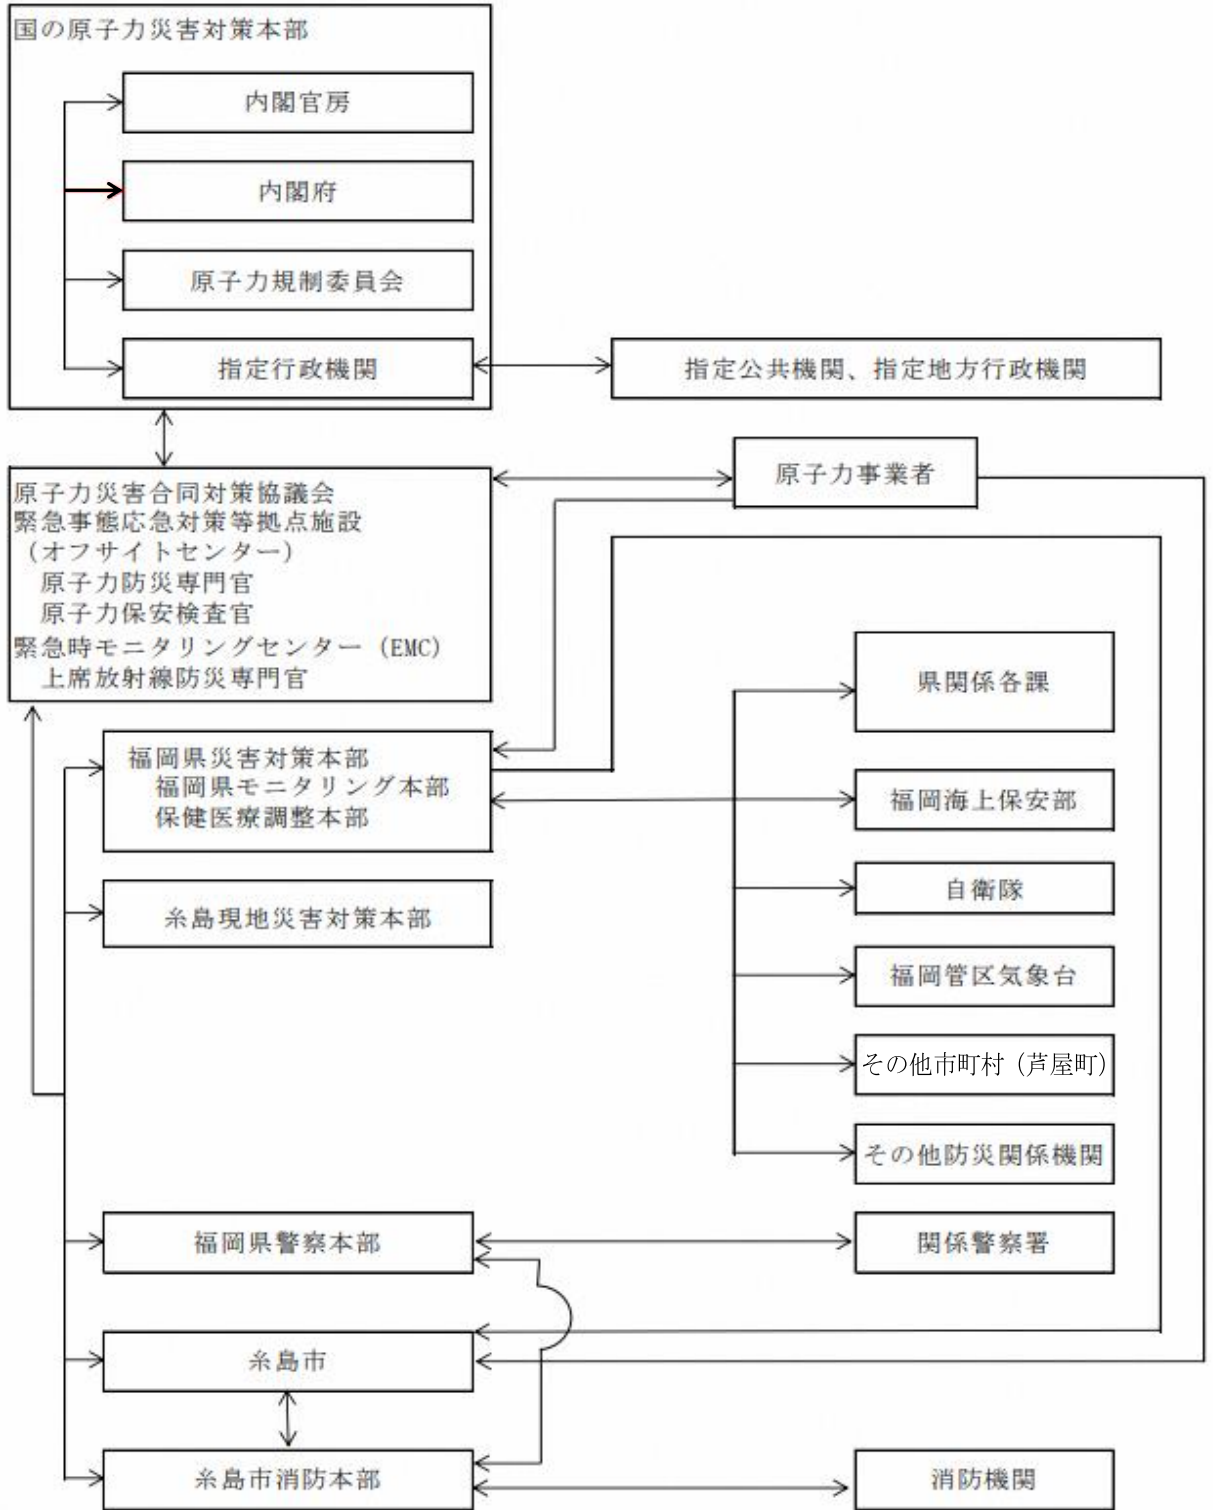 国の原子力災害対策本部
内閣官房
内閣府
原子力規制委員会
指定行政機関
指定公共機関、指定地方行政機関
原子力事業者
原子力災害合同対策協議会
緊急事態応急対策等拠点施設
（オフサイトセンター）
原子力防災専門官
原子力保安検査官
緊急時モニタリングセンター（EMC）
上席放射線防災専門官
県関係各課
福岡県災害対策本部
福岡県モニタリング本部
保健医療調整本部
福岡海上保安部
自衛隊
糸島現地災害対策本部
福岡管区気象台
その他市町村（芦屋町）
その他防災関係機関
福岡県警察本部
関係警察署
糸島市
糸島市消防本部
消防機関